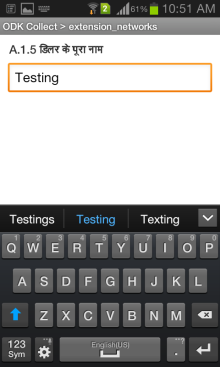 61% 10:51 AM
ODK Collect > extension_networks
A.1.5 डिलर के पूरा नाम
Testing
Testings Testing Texting
Q W E R T Y U I O P
A S D F G H J K L
Z X C V B N M
123
Sym
English(US)